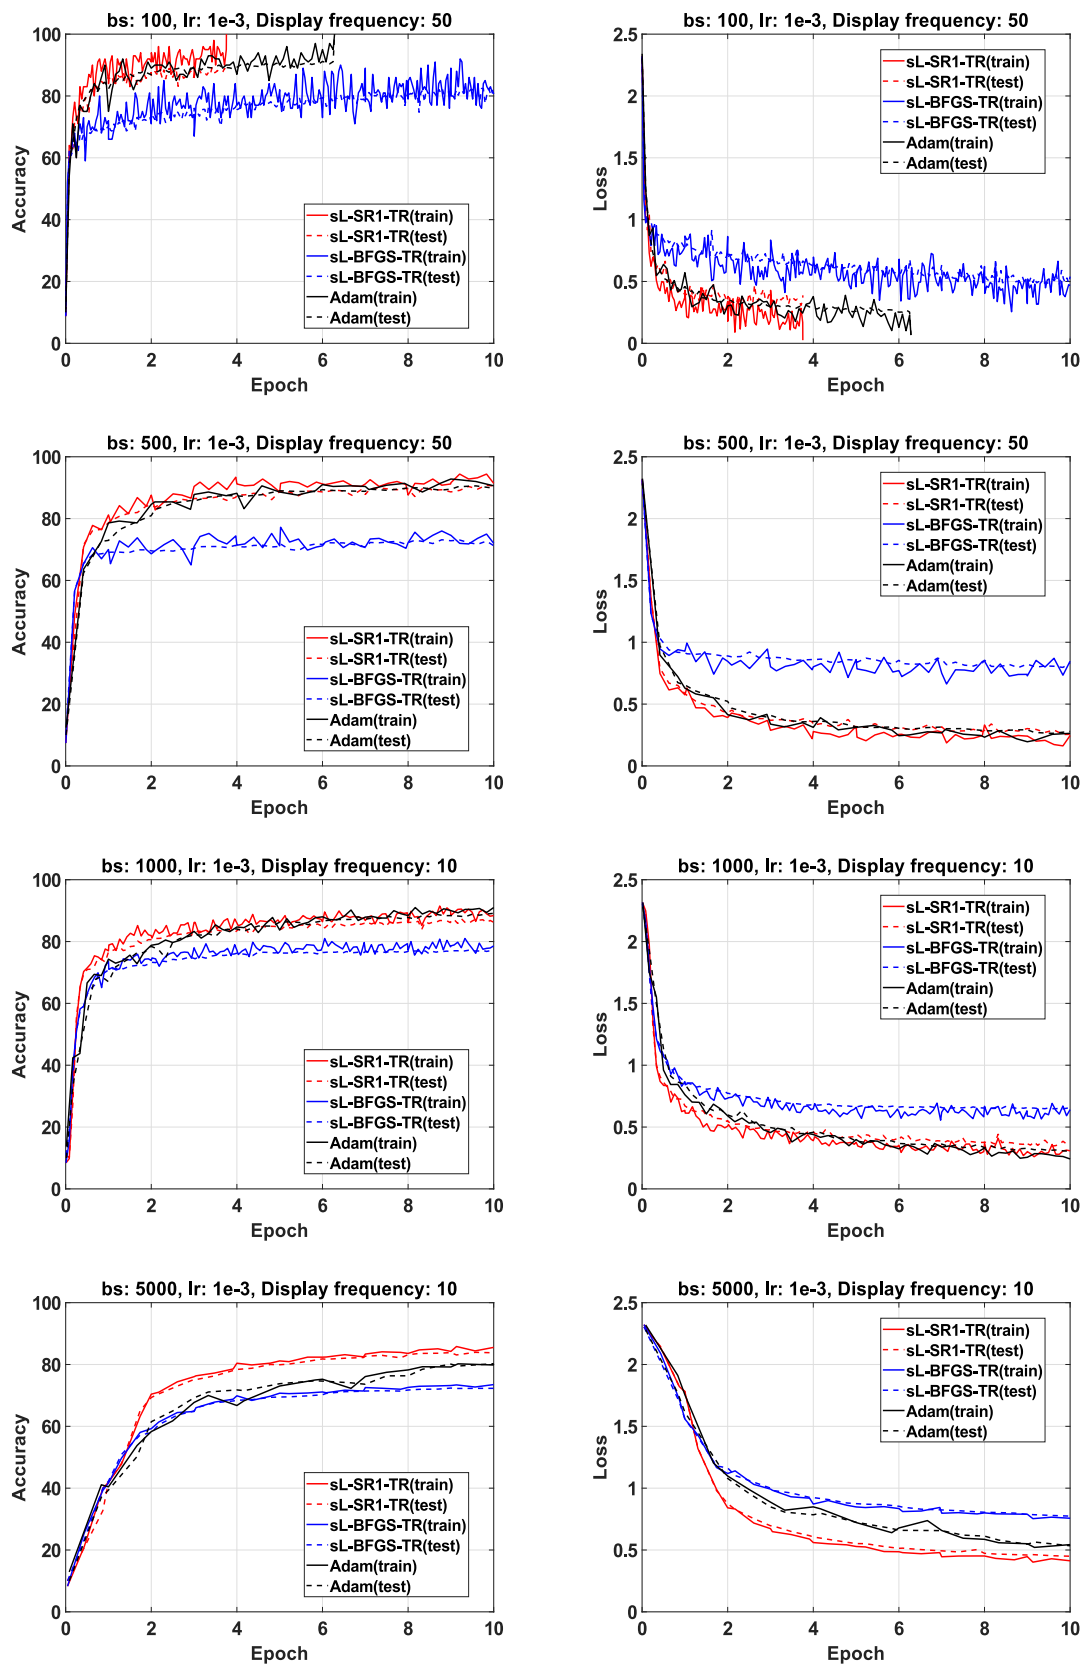 bs: 100, lr: 1e-3, Display frequency: 50
100
80
60
40
20
0
Accuracy
sL-SR1-TR(train)
sL-SR1-TR(test)
sL-BFGS-TR(train)
sL-BFGS-TR(test)
Adam(train)
Adam(test)
0 2 4 6 8 10
Epoch
bs: 100, lr: 1e-3, Display frequency: 50
2.5
2
1.5
1
0.5
0
Loss
sL-SR1-TR(train)
sL-SR1-TR(test)
sL-BFGS-TR(train)
sL-BFGS-TR(test)
Adam(train)
Adam(test)
0 2 4 6 8 10
Epoch
bs: 500, lr: 1e-3, Display frequency: 50
100
80
60
40
20
0
Accuracy
sL-SR1-TR(train)
sL-SR1-TR(test)
sL-BFGS-TR(train)
sL-BFGS-TR(test)
Adam(train)
Adam(test)
0 2 4 6 8 10
Epoch
bs: 500, lr: 1e-3, Display frequency: 50
2.5
2
1.5
1
0.5
0
Loss
sL-SR1-TR(train)
sL-SR1-TR(test)
sL-BFGS-TR(train)
sL-BFGS-TR(test)
Adam(train)
Adam(test)
0 2 4 6 8 10
Epoch
bs: 1000, lr: 1e-3, Display frequency: 10
100
80
60
40
20
0
Accuracy
sL-SR1-TR(train)
sL-SR1-TR(test)
sL-BFGS-TR(train)
sL-BFGS-TR(test)
Adam(train)
Adam(test)
0 2 4 6 8 10
Epoch
bs: 1000, lr: 1e-3, Display frequency: 10
2.5
2
1.5
1
0.5
0
Loss
sL-SR1-TR(train)
sL-SR1-TR(test)
sL-BFGS-TR(train)
sL-BFGS-TR(test)
Adam(train)
Adam(test)
0 2 4 6 8 10
Epoch
bs: 5000, lr: 1e-3, Display frequency: 10
100
80
60
40
20
0
Accuracy
sL-SR1-TR(train)
sL-SR1-TR(test)
sL-BFGS-TR(train)
sL-BFGS-TR(test)
Adam(train)
Adam(test)
0 2 4 6 8 10
Epoch
bs: 5000, lr: 1e-3, Display frequency: 10
2.5
2
1.5
1
0.5
0
Loss
sL-SR1-TR(train)
sL-SR1-TR(test)
sL-BFGS-TR(train)
sL-BFGS-TR(test)
Adam(train)
Adam(test)
0 2 4 6 8 10
Epoch